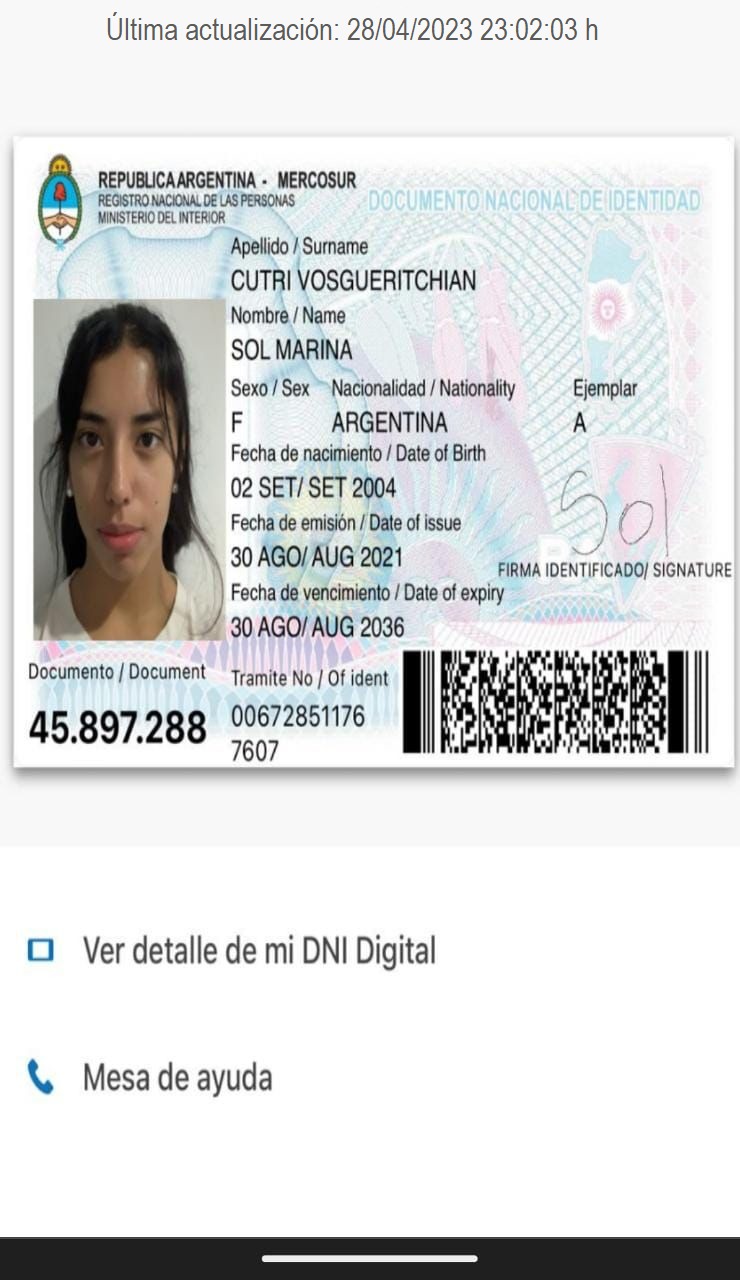 Última actualización: 28/04/2023 23:02:03 h
REPUBLICA ARGENTINA - MERCOSUR
REGISTRO NACIONAL DE LAS PERSONAS
MINISTERIO DEL INTERIOR
DOCUMENTO NACIONAL DE IDENTIDAD
Apellido / Surname
CUTRI VOSGUERITCHIAN
Nombre / Name
SOL MARINA
Sexo / Sex Nacionalidad / Nationality Ejemplar
F ARGENTINA A
Fecha de nacimiento / Date of Birth
02 SET/ SET 2004
Fecha de emisión / Date of issue
30 AGO/ AUG 2021
Sol
FIRMA IDENTIFICADO/ SIGNATURE
Fecha de vencimiento / Date of expiry
30 AGO/ AUG 2036
Documento / Document
45.897.288
Tramite No / Of ident
00672851176
7607
Ver detalle de mi DNI Digital
Mesa de ayuda